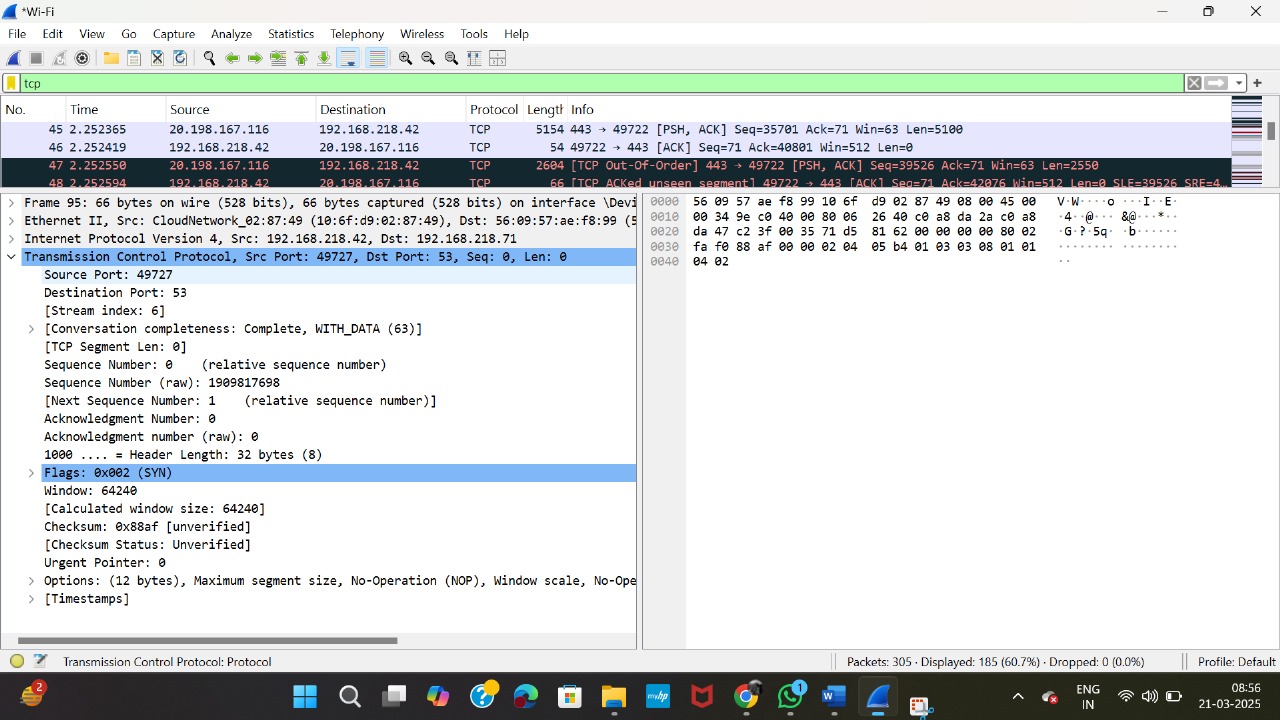 *Wi-Fi
File Edit View Go Capture Analyze Statistics Telephony Wireless Tools Help
tcp
No. Time Source Destination Protocol Length Info
45 2.252365 20.198.167.116 192.168.218.42 TCP 5154 443 → 49722 [PSH, ACK] Seq=35701 Ack=71 Win=63 Len=5100
46 2.252419 192.168.218.42 20.198.167.116 TCP 54 49722 → 443 [ACK] Seq=71 Ack=40801 Win=512 Len=0
47 2.252550 20.198.167.116 192.168.218.42 TCP 2604 [TCP Out-Of-Order] 443 → 49722 [PSH, ACK] Seq=39526 Ack=71 Win=63 Len=2550
48 2.252594 192.168.218.42 20.198.167.116 TCP 66 [TCP ACKed unseen segment] 49722 → 443 [ACK] Seq=71 Ack=42076 Win=512 Len=0 SLE=39526 SRE=4…
Frame 95: 66 bytes on wire (528 bits), 66 bytes captured (528 bits) on interface \Devi
Ethernet II, Src: CloudNetwork_02:87:49 (10:6f:d9:02:87:49), Dst: 56:09:57:ae:f8:99 (5
Internet Protocol Version 4, Src: 192.168.218.42, Dst: 192.168.218.71
Transmission Control Protocol, Src Port: 49727, Dst Port: 53, Seq: 0, Len: 0
Source Port: 49727
Destination Port: 53
[Stream index: 6]
[Conversation completeness: Complete, WITH_DATA (63)]
[TCP Segment Len: 0]
Sequence Number: 0 (relative sequence number)
Sequence Number (raw): 1909817698
[Next Sequence Number: 1 (relative sequence number)]
Acknowledgment Number: 0
Acknowledgment number (raw): 0
1000 .... = Header Length: 32 bytes (8)
Flags: 0x002 (SYN)
Window: 64240
[Calculated window size: 64240]
Checksum: 0x88af [unverified]
[Checksum Status: Unverified]
Urgent Pointer: 0
Options: (12 bytes), Maximum segment size, No-Operation (NOP), Window scale, No-Ope
[Timestamps]
0000 56 09 57 ae f8 99 10 6f d9 02 87 49 08 00 45 00 V·W····o ···I··E·
0010 00 34 9e c0 40 00 80 06 26 40 c0 a8 da 2a c0 a8 ·4··@··· &@···*··
0020 da 47 c2 3f 00 35 71 d5 81 62 00 00 00 00 80 02 ·G·?·5q· ·b······
0030 fa f0 88 af 00 00 02 04 05 b4 01 03 03 08 01 01 ········ ········
0040 04 02 ··
Transmission Control Protocol: Protocol
Packets: 305 · Displayed: 185 (60.7%) · Dropped: 0 (0.0%)
Profile: Default
2
myhp
1
ENG
IN
08:56
21-03-2025